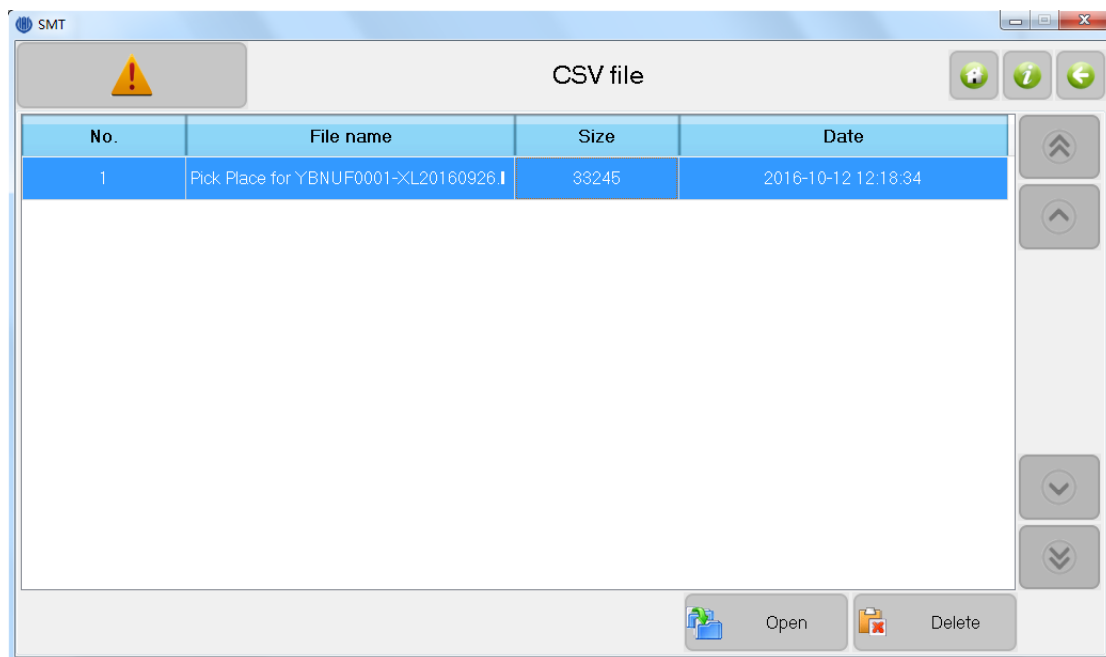 SMT
CSV file
No. File name Size Date
1 Pick Place for YBNUF0001-XL20160926. 33245 2016-10-12 12:18:34
Open Delete